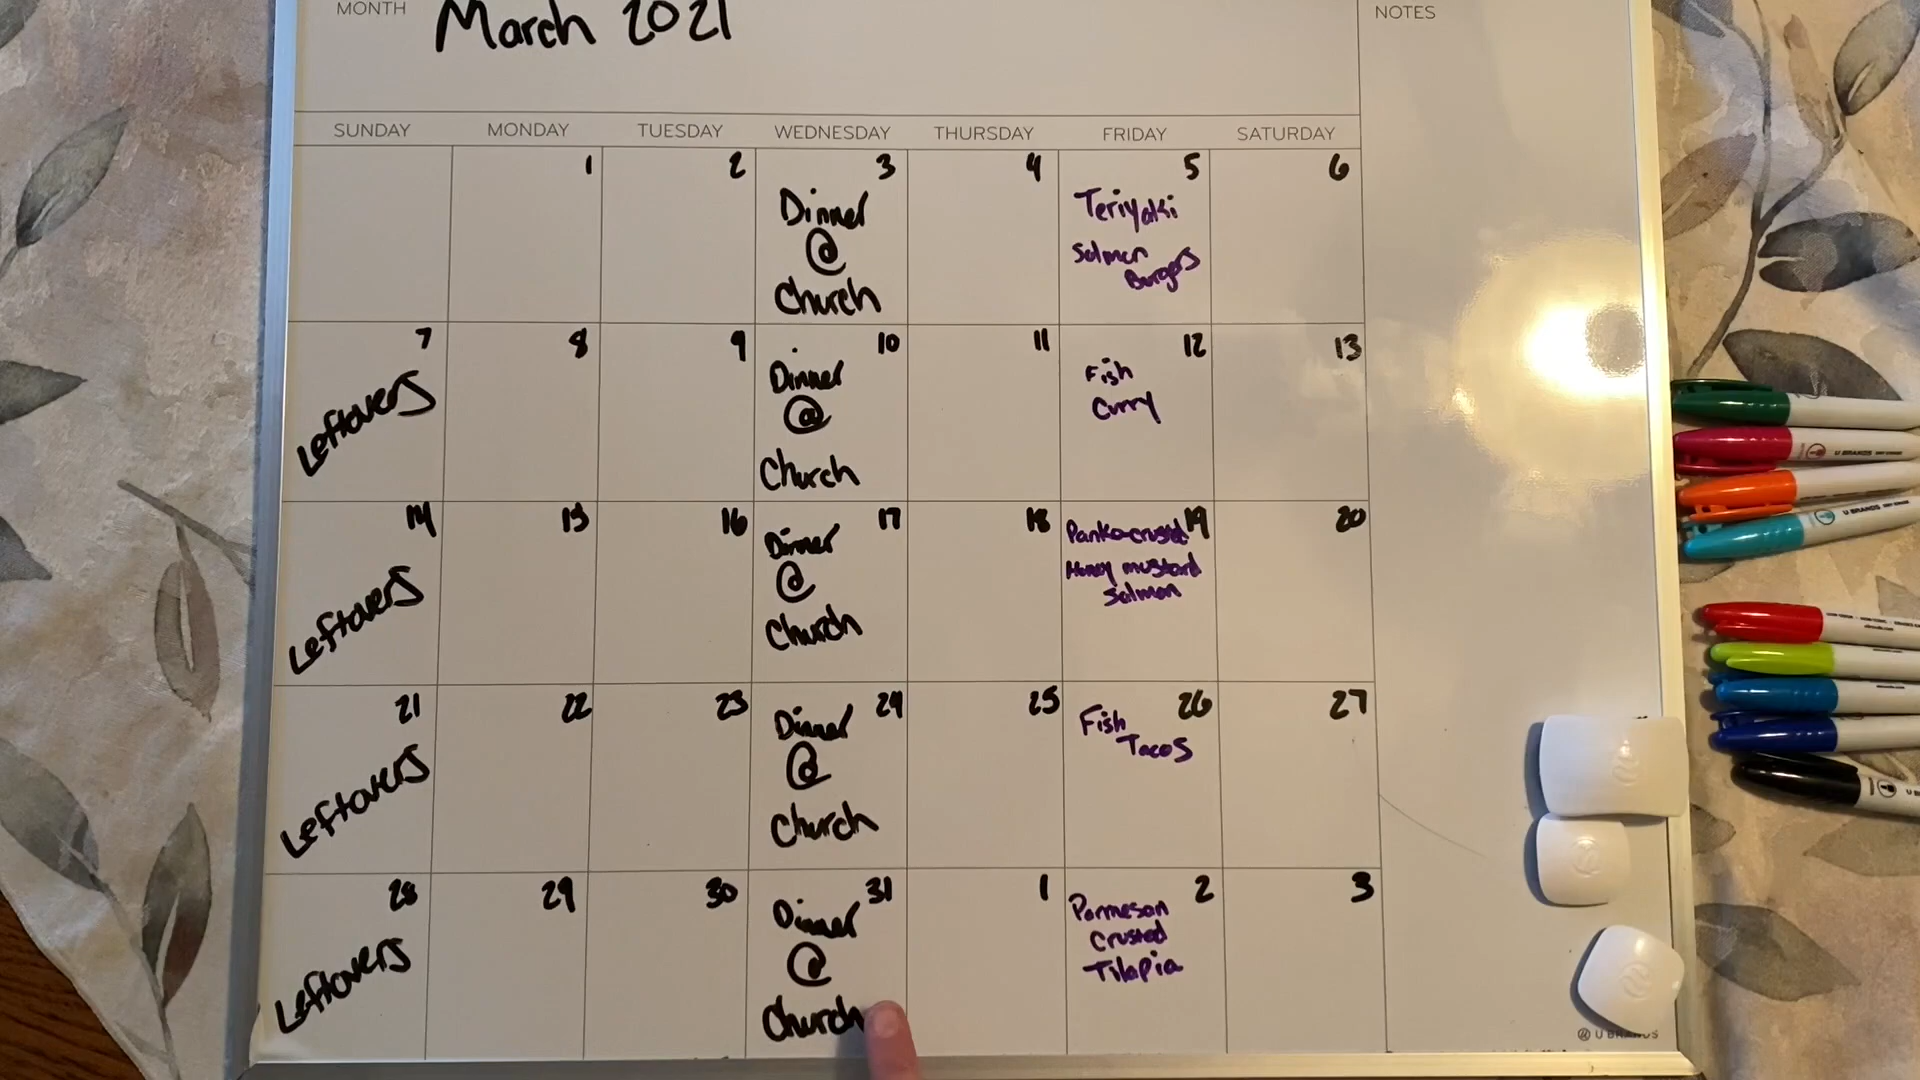 MONTH
March 2021
NOTES
SUNDAY MONDAY TUESDAY WEDNESDAY THURSDAY FRIDAY SATURDAY
1 2 3 4 5 6
Dinner
@
Church
Teriyaki
Salmon
Burgers
7 8 9 10 11 12 13
Leftovers
Dinner
@
Church
Fish
Curry
14 15 16 17 18 19 20
Leftovers
Dinner
@
Church
Panko-crusted
Honey mustard
Salmon
21 22 23 24 25 26 27
Leftovers
Dinner
@
Church
Fish
Tacos
28 29 30 31 1 2 3
Leftovers
Dinner
@
Church
Parmesan
Crusted
Tilapia
U BRANDS
U BRANDS
U BRANDS